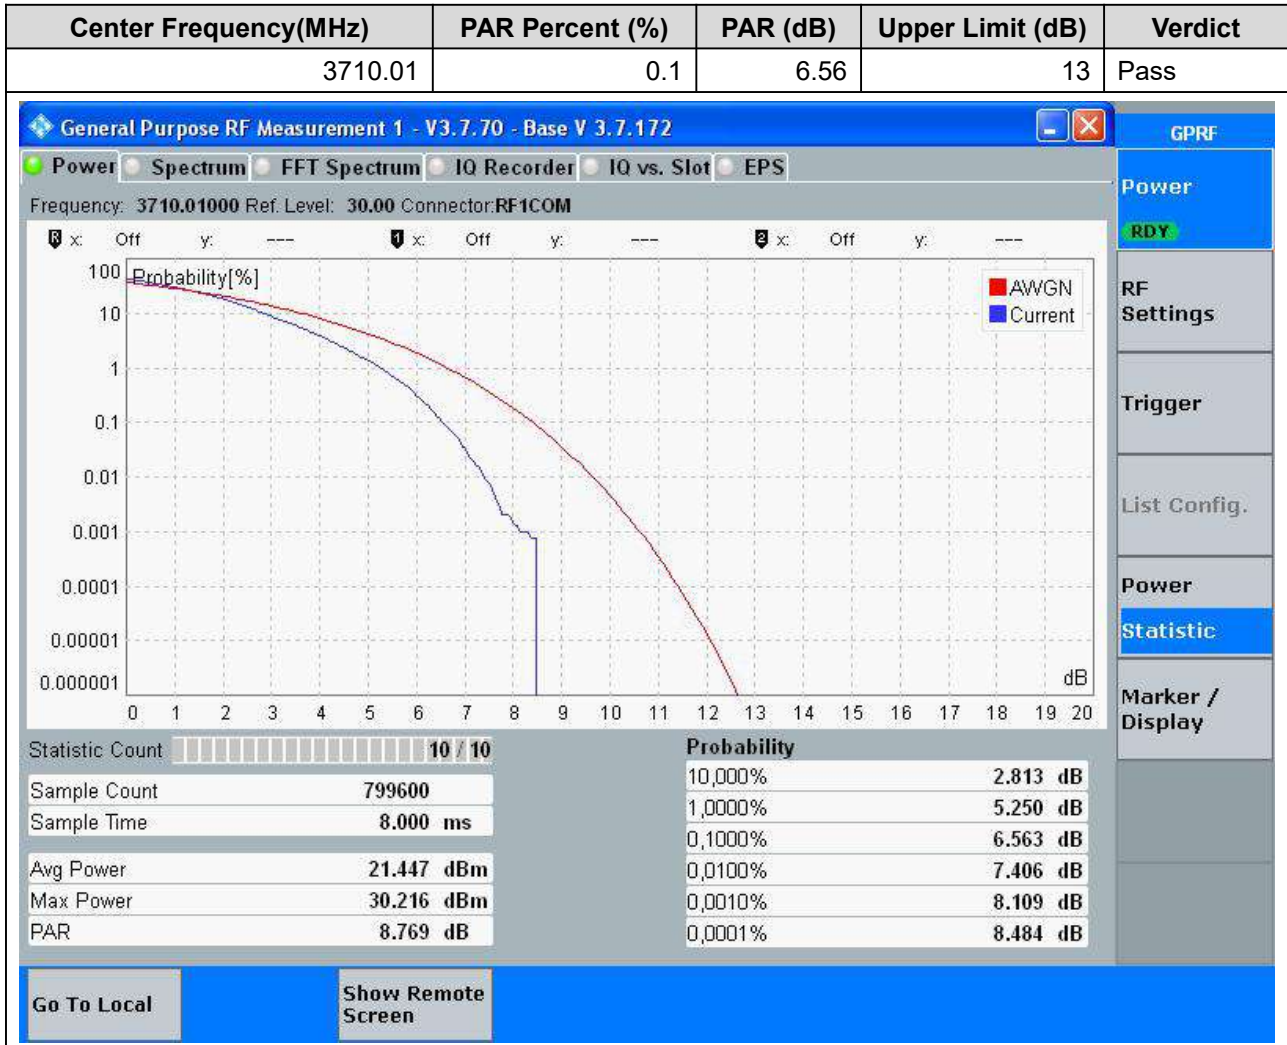 Center Frequency(MHz) PAR Percent (%) PAR (dB) Upper Limit (dB) Verdict
3710.01 0.1 6.56 13 Pass
General Purpose RF Measurement 1 - V3.7.70 - Base V 3.7.172
GPRF
Power Spectrum FFT Spectrum IQ Recorder IQ vs. Slot EPS
Frequency: 3710.01000 Ref. Level: 30.00 Connector:RF1COM
R x: Off y: --- 1 x: Off y: --- 2 x: Off y: ---
Probability[%]
AWGN
Current
100
10
1
0.1
0.01
0.001
0.0001
0.00001
0.000001
dB
0 1 2 3 4 5 6 7 8 9 10 11 12 13 14 15 16 17 18 19 20
Statistic Count 10 / 10
Sample Count 799600
Sample Time 8.000 ms
Avg Power 21.447 dBm
Max Power 30.216 dBm
PAR 8.769 dB
Probability
10,000% 2.813 dB
1,0000% 5.250 dB
0,1000% 6.563 dB
0,0100% 7.406 dB
0,0010% 8.109 dB
0,0001% 8.484 dB
Power
RDY
RF
Settings
Trigger
List Config.
Power
Statistic
Marker /
Display
Go To Local
Show Remote
Screen